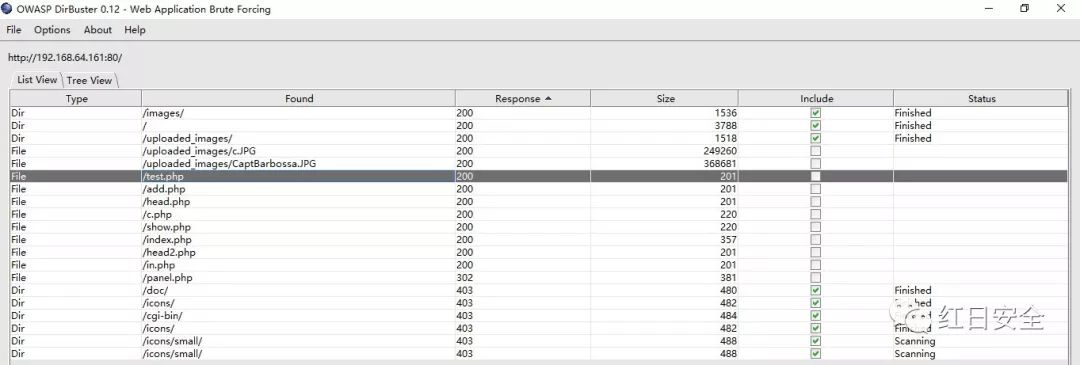 OWASP DirBuster 0.12 - Web Application Brute Forcing
File Options About Help
http://192.168.64.161:80/
List View Tree View
Type Found Response Size Include Status
Dir /images/ 200 1536 Finished
Dir / 200 3788 Finished
Dir /uploaded_images/ 200 1518 Finished
File /uploaded_images/c.JPG 200 249260
File /uploaded_images/CaptBarbossa.JPG 200 368681
File /test.php 200 201
File /add.php 200 201
File /head.php 200 201
File /c.php 200 220
File /show.php 200 220
File /index.php 200 357
File /head2.php 200 201
File /in.php 200 201
File /panel.php 302 381
Dir /doc/ 403 480 Finished
Dir /icons/ 403 482 Finished
Dir /cgi-bin/ 403 484
Dir /icons/ 403 482 Finished
Dir /icons/small/ 403 488 Scanning
Dir /icons/small/ 403 488 Scanning
红日安全